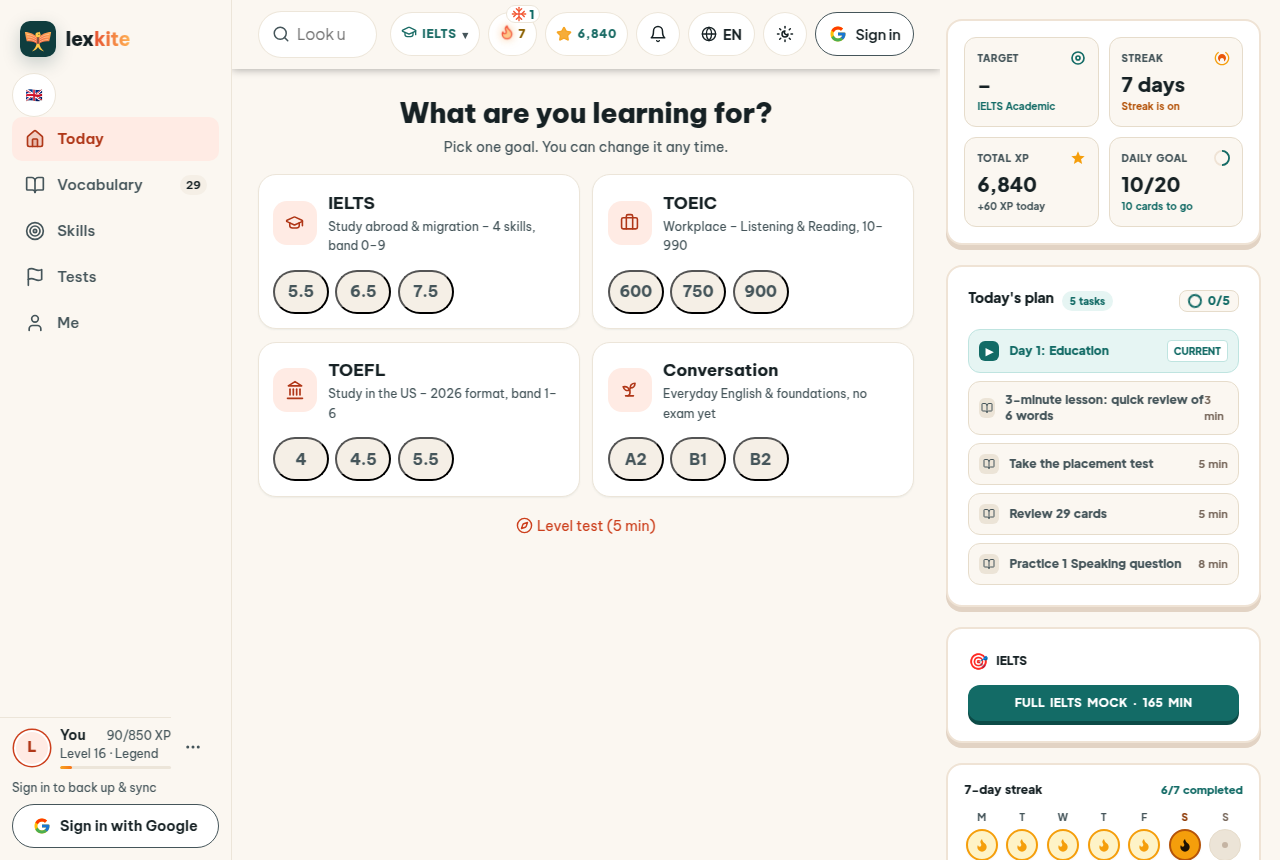 lexkite
Today
Vocabulary 29
Skills
Tests
Me
You 90/850 XP
Level 16 · Legend
L
Sign in to back up & sync
Sign in with Google
Look u
IELTS ▾
1
7
6,840
EN
Sign in
What are you learning for?
Pick one goal. You can change it any time.
IELTS
Study abroad & migration – 4 skills,
band 0–9
5.5 6.5 7.5
TOEIC
Workplace – Listening & Reading, 10–
990
600 750 900
TOEFL
Study in the US – 2026 format, band 1–
6
4 4.5 5.5
Conversation
Everyday English & foundations, no
exam yet
A2 B1 B2
Level test (5 min)
TARGET
–
IELTS Academic
STREAK
7 days
Streak is on
TOTAL XP
6,840
+60 XP today
DAILY GOAL
10/20
10 cards to go
Today's plan 5 tasks 0/5
Day 1: Education CURRENT
3-minute lesson: quick review of 3
6 words min
Take the placement test 5 min
Review 29 cards 5 min
Practice 1 Speaking question 8 min
IELTS
FULL IELTS MOCK · 165 MIN
7-day streak 6/7 completed
M T W T F S S